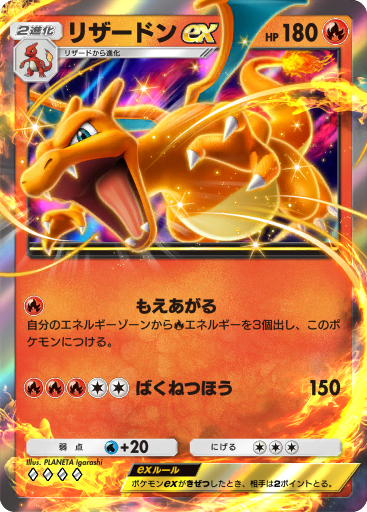 2進化
リザードン ex HP 180
リザードから進化
もえあがる
自分のエネルギーゾーンから炎エネルギーを3個出し、このポ
ケモンにつける。
ばくねつほう 150
弱点 +20 にげる
Illus. PLANETA Igarashi
exルール
ポケモンexがきぜつしたとき、相手は2ポイントとる。